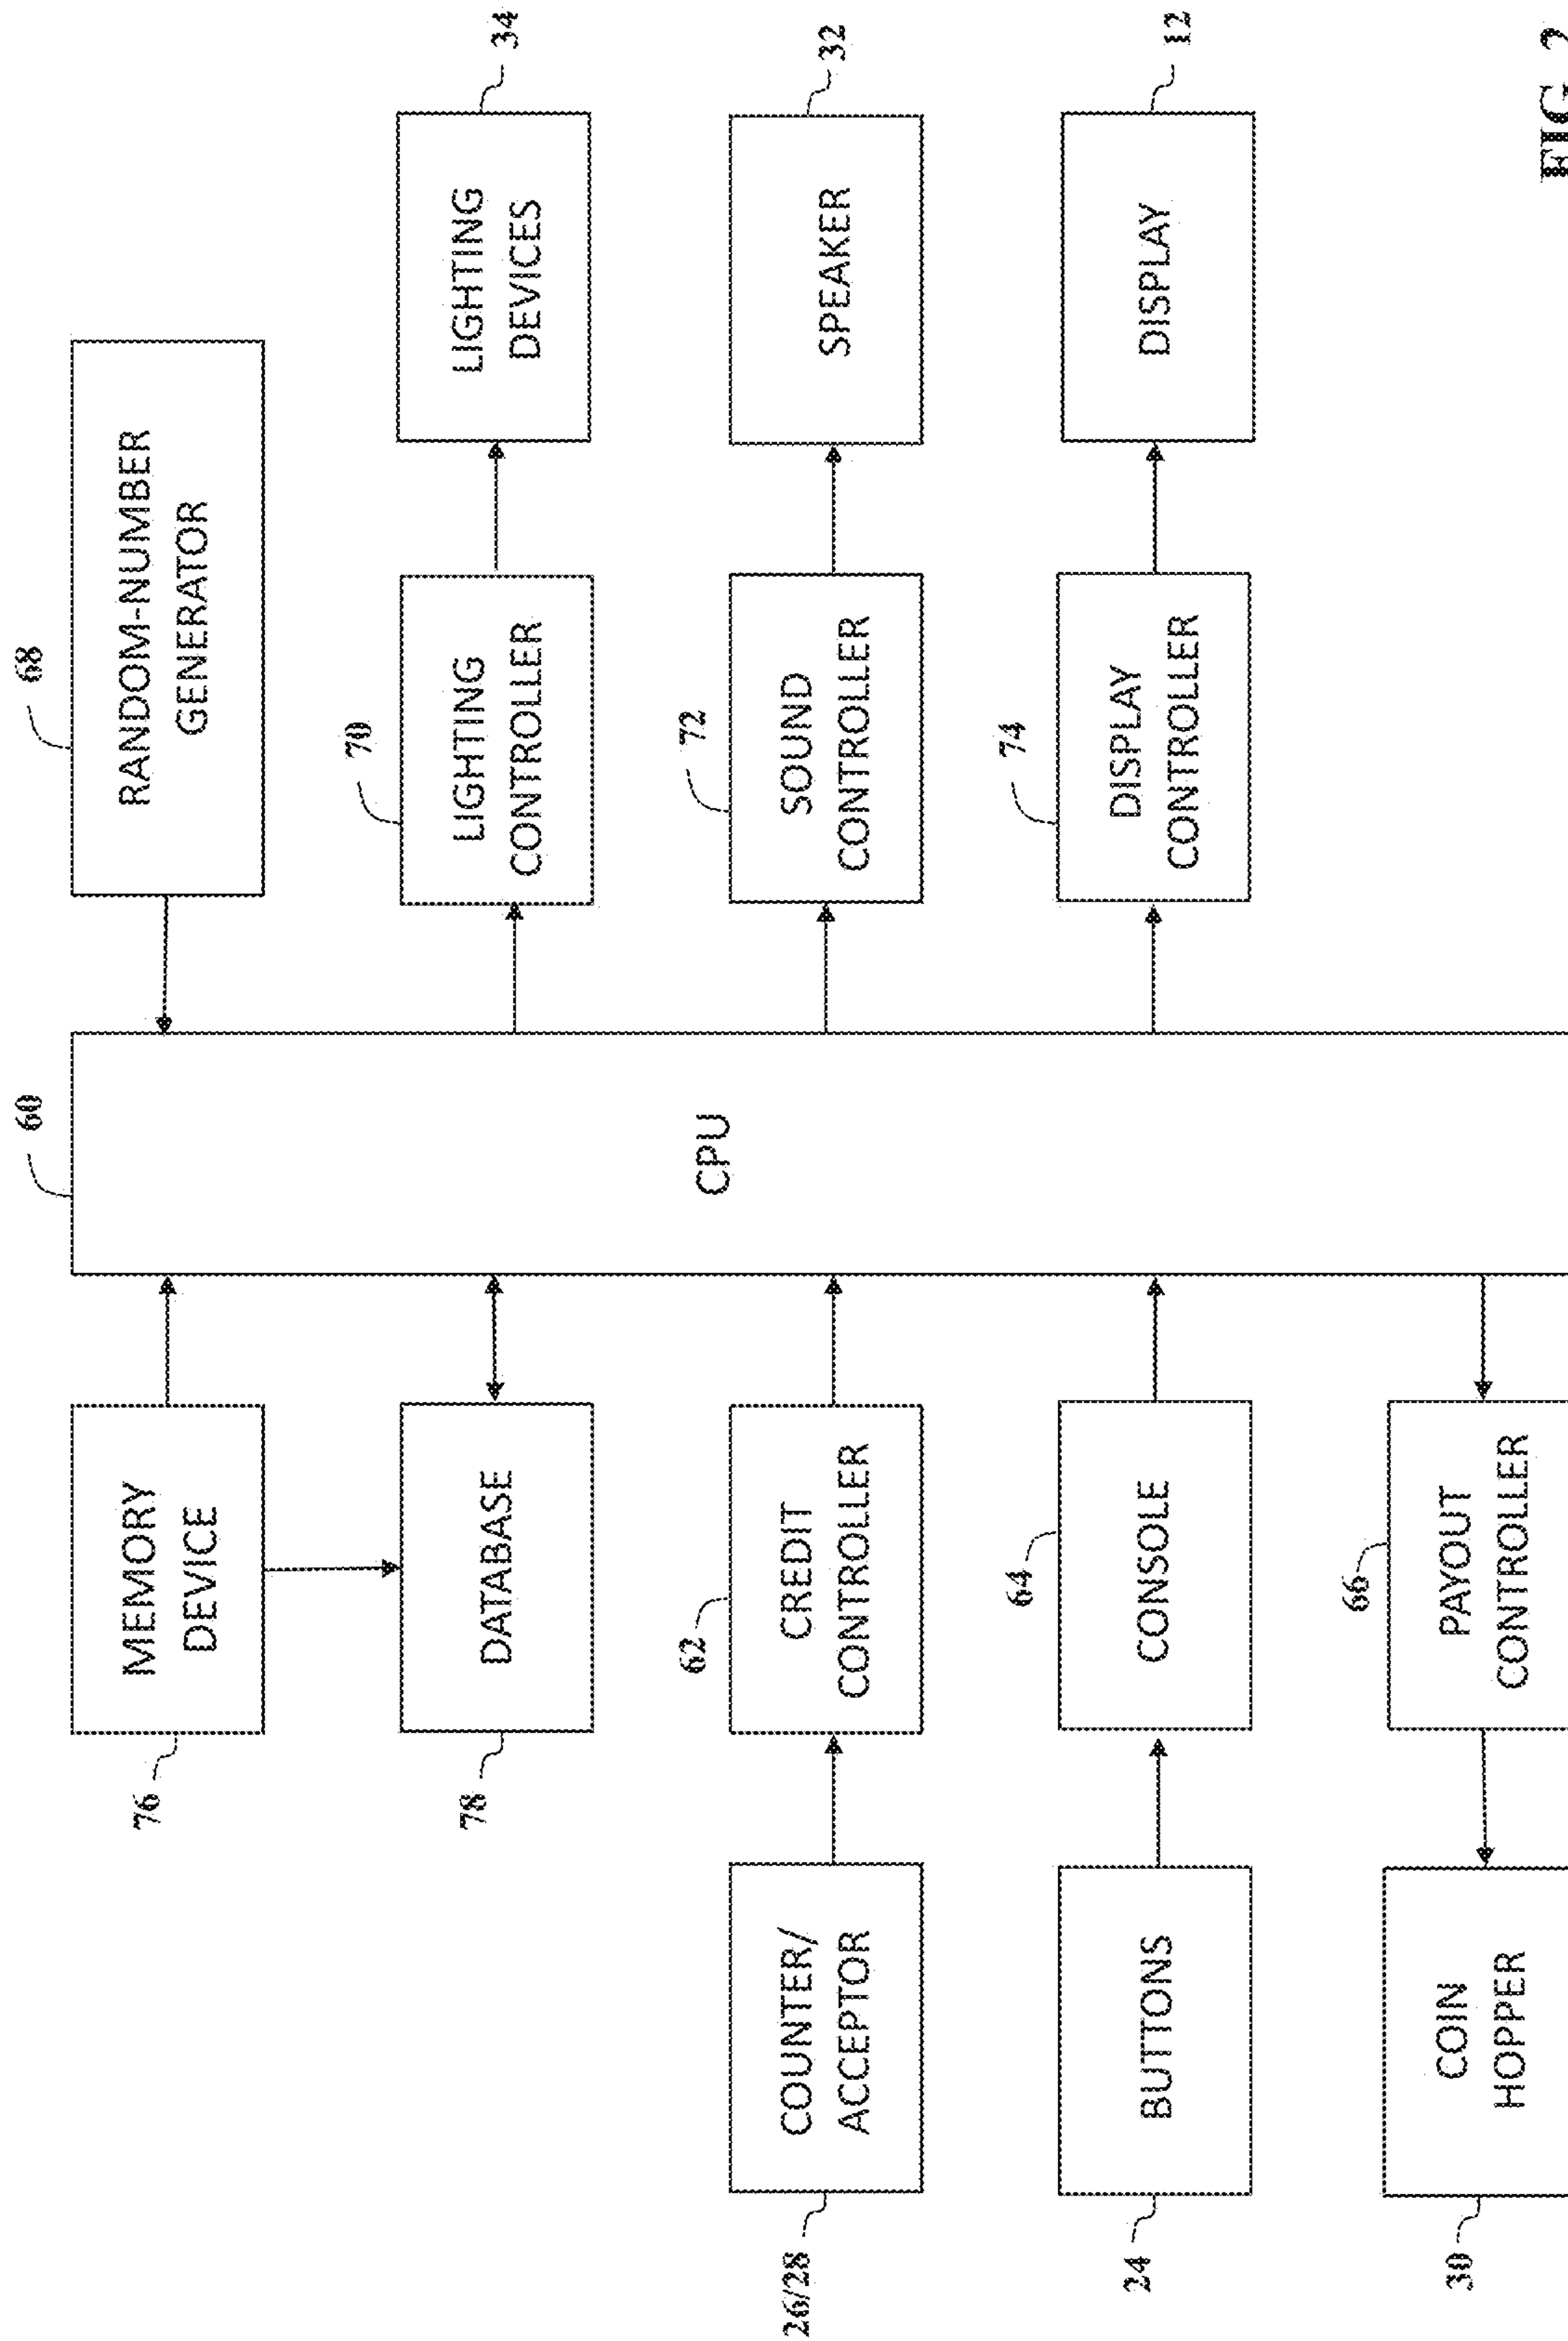 76
MEMORY
DEVICE
60
CPU
68
RANDOM-NUMBER
GENERATOR
78
DATABASE
70
LIGHTING
CONTROLLER
LIGHTING
DEVICES
34
26/28
COUNTER/
ACCEPTOR
62
CREDIT
CONTROLLER
72
SOUND
CONTROLLER
SPEAKER
32
24
BUTTONS
64
CONSOLE
74
DISPLAY
CONTROLLER
DISPLAY
12
30
COIN
HOPPER
66
PAYOUT
CONTROLLER
FIG. 2